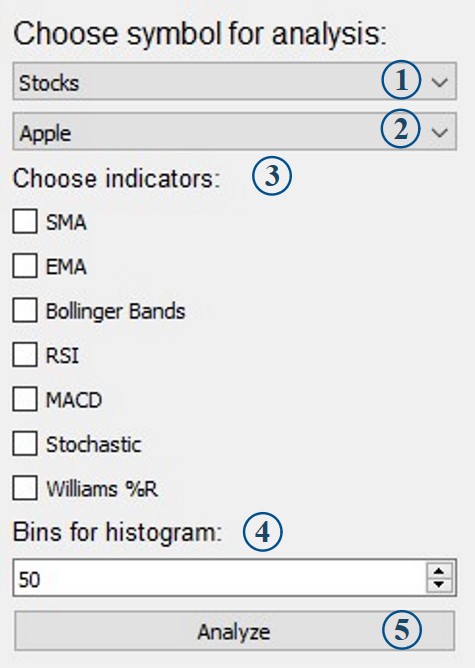 Choose symbol for analysis:
Stocks 1
Apple 2
Choose indicators: 3
SMA
EMA
Bollinger Bands
RSI
MACD
Stochastic
Williams %R
Bins for histogram: 4
50
Analyze 5